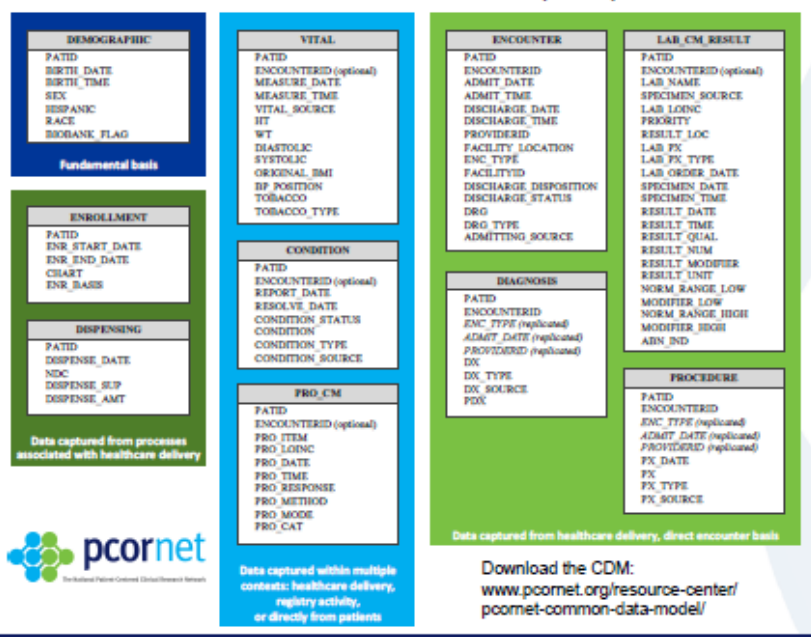 DEMOGRAPHIC
PATID
BIRTH_DATE
BIRTH_TIME
SEX
HISPANIC
RACE
BIOBANK_FLAG
Fundamental basis
ENROLLMENT
PATID
ENR_START_DATE
ENR_END_DATE
CHART
ENR_BASIS
DISPENSING
PATID
DISPENSE_DATE
NDC
DISPENSE_SUP
DISPENSE_AMT
Data captured from processes
associated with healthcare delivery
pcornet
The National Patient-Centered Clinical Research Network
VITAL
PATID
ENCOUNTERID (optional)
MEASURE_DATE
MEASURE_TIME
VITAL_SOURCE
HT
WT
DIASTOLIC
SYSTOLIC
ORIGINAL_BMI
BP_POSITION
TOBACCO
TOBACCO_TYPE
CONDITION
PATID
ENCOUNTERID (optional)
REPORT_DATE
RESOLVE_DATE
CONDITION_STATUS
CONDITION
CONDITION_TYPE
CONDITION_SOURCE
PRO_CM
PATID
ENCOUNTERID (optional)
PRO_ITEM
PRO_LOINC
PRO_DATE
PRO_TIME
PRO_RESPONSE
PRO_METHOD
PRO_MODE
PRO_CAT
Data captured within multiple
contexts: healthcare delivery,
registry activity,
or directly from patients
ENCOUNTER
PATID
ENCOUNTERID
ADMIT_DATE
ADMIT_TIME
DISCHARGE_DATE
DISCHARGE_TIME
PROVIDERID
FACILITY_LOCATION
ENC_TYPE
FACILITYID
DISCHARGE_DISPOSITION
DISCHARGE_STATUS
DRG
DRG_TYPE
ADMITTING_SOURCE
DIAGNOSIS
PATID
ENCOUNTERID
ENC_TYPE (replicated)
ADMIT_DATE (replicated)
PROVIDERID (replicated)
DX
DX_TYPE
DX_SOURCE
PDX
LAB_CM_RESULT
PATID
ENCOUNTERID (optional)
LAB_NAME
SPECIMEN_SOURCE
LAB_LOINC
PRIORITY
RESULT_LOC
LAB_PX
LAB_PX_TYPE
LAB_ORDER_DATE
SPECIMEN_DATE
SPECIMEN_TIME
RESULT_DATE
RESULT_TIME
RESULT_QUAL
RESULT_NUM
RESULT_MODIFIER
RESULT_UNIT
NORM_RANGE_LOW
MODIFIER_LOW
NORM_RANGE_HIGH
MODIFIER_HIGH
ABN_IND
PROCEDURE
PATID
ENCOUNTERID
ENC_TYPE (replicated)
ADMIT_DATE (replicated)
PROVIDERID (replicated)
PX_DATE
PX
PX_TYPE
PX_SOURCE
Data captured from healthcare delivery, direct encounter basis
Download the CDM:
www.pcornet.org/resource-center/
pcornet-common-data-model/